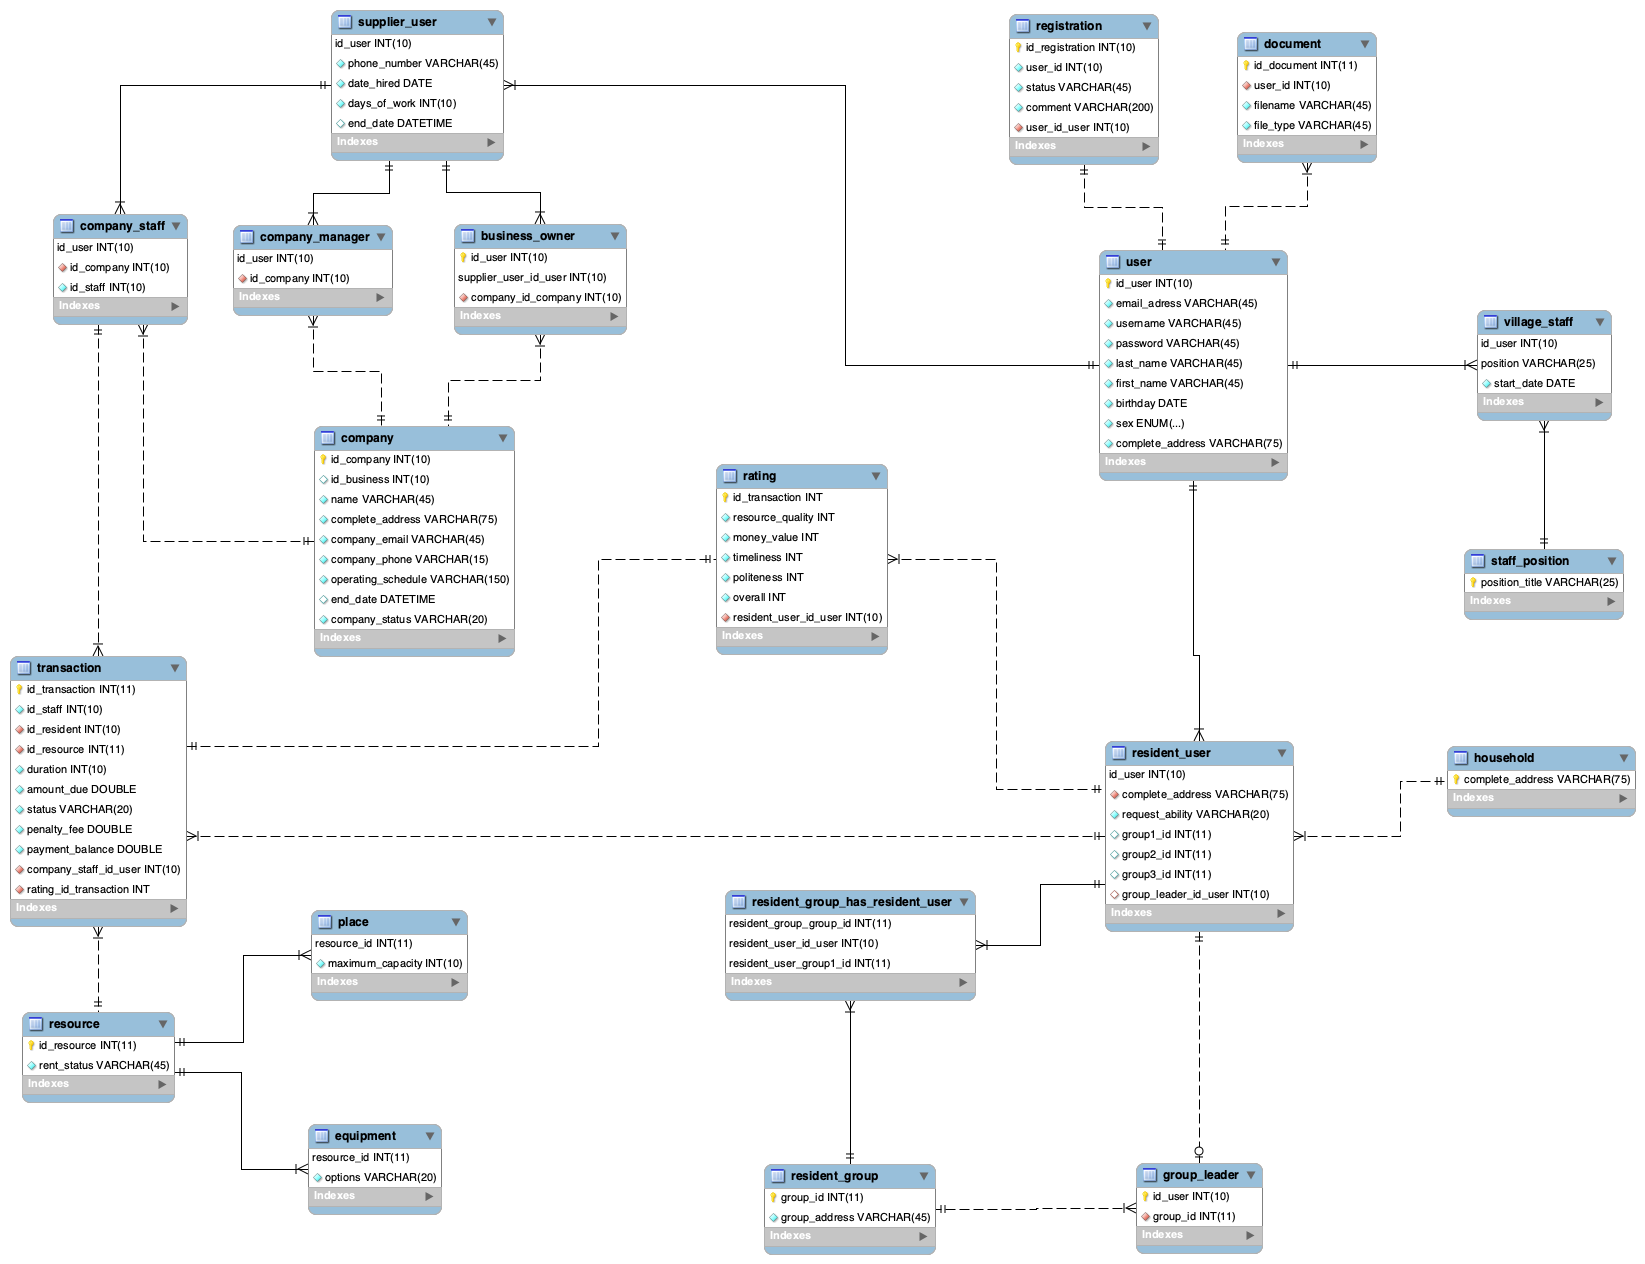 supplier_user
id_user INT(10)
phone_number VARCHAR(45)
date_hired DATE
days_of_work INT(10)
end_date DATETIME
Indexes
registration
id_registration INT(10)
user_id INT(10)
status VARCHAR(45)
comment VARCHAR(200)
user_id_user INT(10)
Indexes
document
id_document INT(11)
user_id INT(10)
filename VARCHAR(45)
file_type VARCHAR(45)
Indexes
company_staff
id_user INT(10)
id_company INT(10)
id_staff INT(10)
Indexes
company_manager
id_user INT(10)
id_company INT(10)
Indexes
business_owner
id_user INT(10)
supplier_user_id_user INT(10)
company_id_company INT(10)
Indexes
user
id_user INT(10)
email_adress VARCHAR(45)
username VARCHAR(45)
password VARCHAR(45)
last_name VARCHAR(45)
first_name VARCHAR(45)
birthday DATE
sex ENUM(...)
complete_address VARCHAR(75)
Indexes
village_staff
id_user INT(10)
position VARCHAR(25)
start_date DATE
Indexes
company
id_company INT(10)
id_business INT(10)
name VARCHAR(45)
complete_address VARCHAR(75)
company_email VARCHAR(45)
company_phone VARCHAR(15)
operating_schedule VARCHAR(150)
end_date DATETIME
company_status VARCHAR(20)
Indexes
rating
id_transaction INT
resource_quality INT
money_value INT
timeliness INT
politeness INT
overall INT
resident_user_id_user INT(10)
Indexes
staff_position
position_title VARCHAR(25)
Indexes
transaction
id_transaction INT(11)
id_staff INT(10)
id_resident INT(10)
id_resource INT(11)
duration INT(10)
amount_due DOUBLE
status VARCHAR(20)
penalty_fee DOUBLE
payment_balance DOUBLE
company_staff_id_user INT(10)
rating_id_transaction INT
Indexes
resident_user
id_user INT(10)
complete_address VARCHAR(75)
request_ability VARCHAR(20)
group1_id INT(11)
group2_id INT(11)
group3_id INT(11)
group_leader_id_user INT(10)
Indexes
household
complete_address VARCHAR(75)
Indexes
place
resource_id INT(11)
maximum_capacity INT(10)
Indexes
resident_group_has_resident_user
resident_group_group_id INT(11)
resident_user_id_user INT(10)
resident_user_group1_id INT(11)
Indexes
resource
id_resource INT(11)
rent_status VARCHAR(45)
Indexes
equipment
resource_id INT(11)
options VARCHAR(20)
Indexes
resident_group
group_id INT(11)
group_address VARCHAR(45)
Indexes
group_leader
id_user INT(10)
group_id INT(11)
Indexes